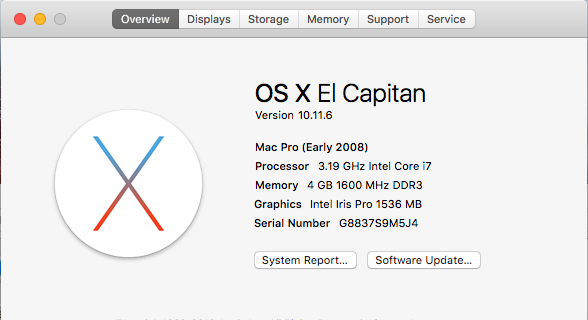 Overview Displays Storage Memory Support Service
OS X El Capitan
Version 10.11.6
Mac Pro (Early 2008)
Processor 3.19 GHz Intel Core i7
Memory 4 GB 1600 MHz DDR3
Graphics Intel Iris Pro 1536 MB
Serial Number G8837S9M5J4
System Report... Software Update...